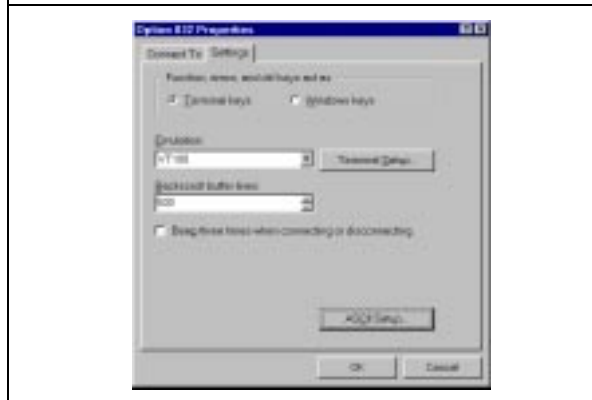 Option 832 Properties
Connect To Settings
Function, arrow, and ctrl keys act as
Terminal keys Windows keys
Emulation:
VT100 Terminal Setup...
Backscroll buffer lines:
500
Beep three times when connecting or disconnecting
ASCII Setup...
OK Cancel